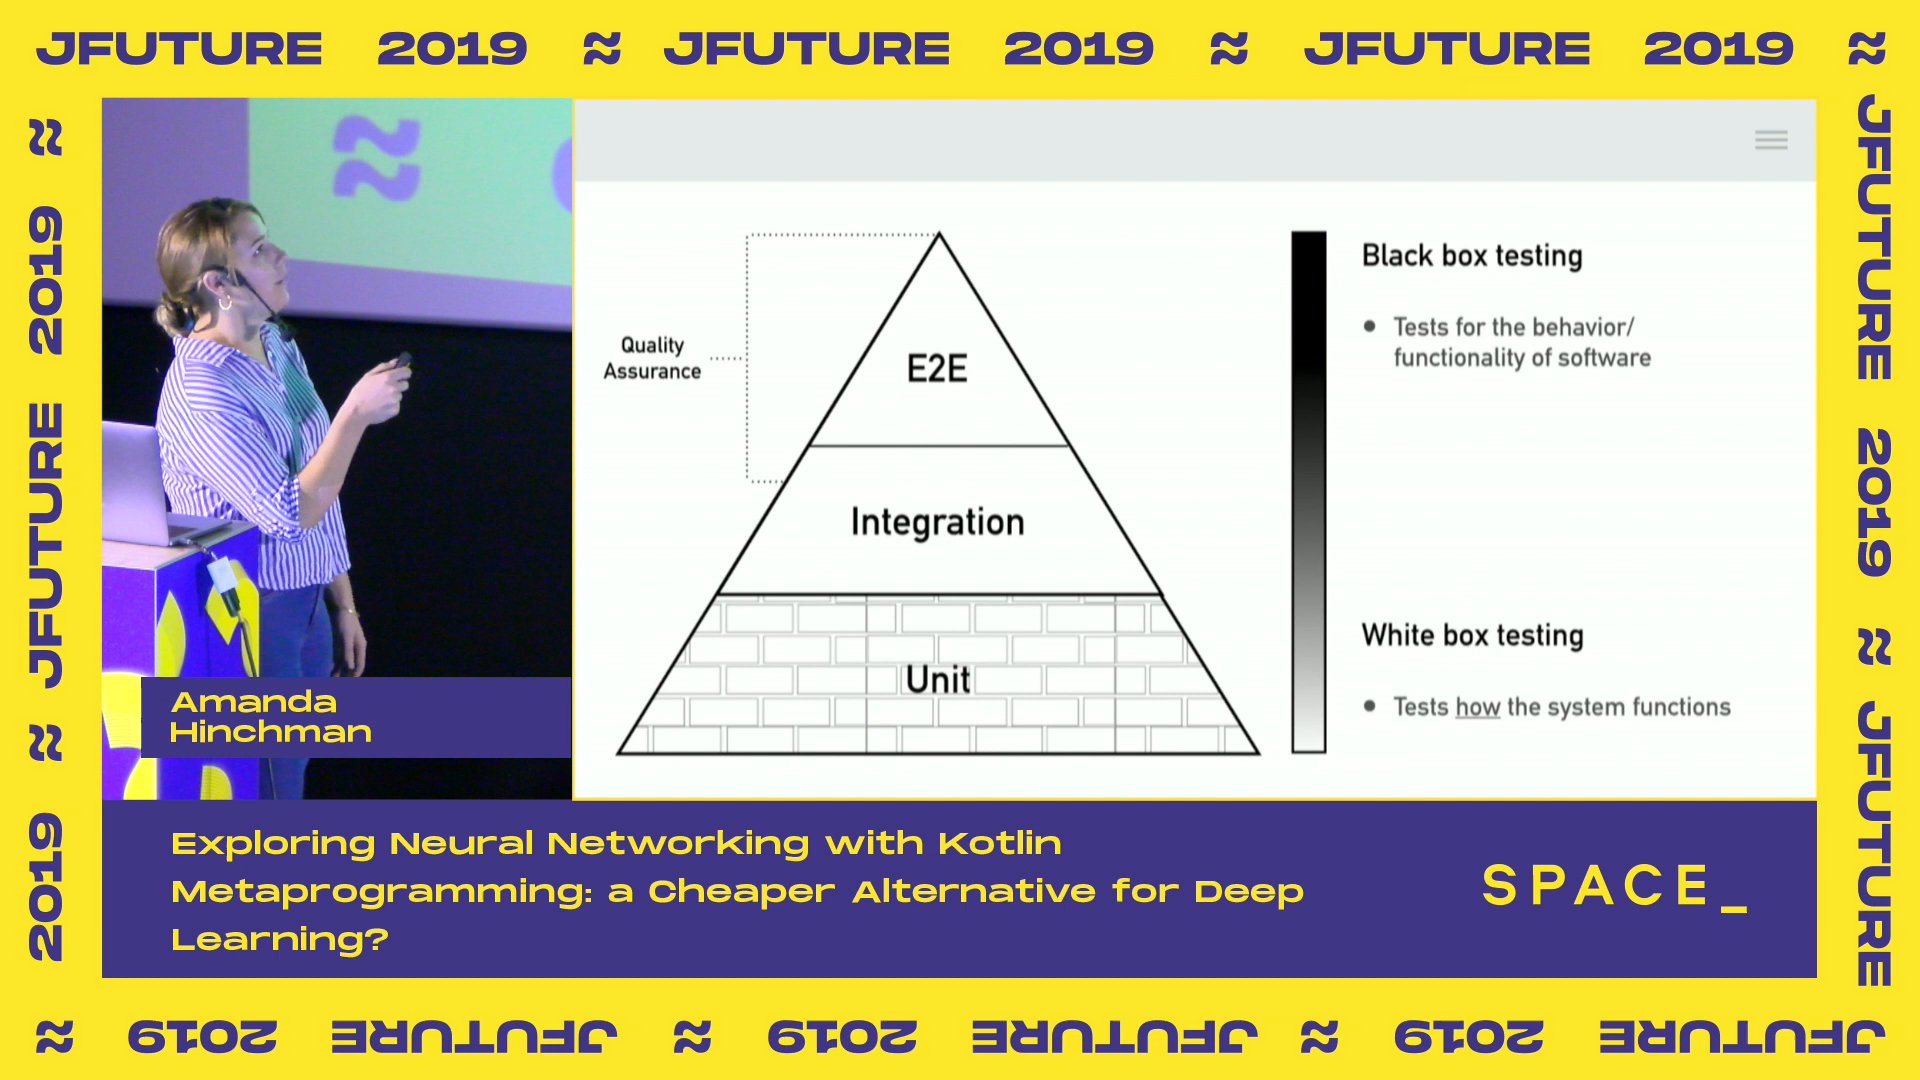 JFUTURE 2019 ≈ JFUTURE 2019 ≈ JFUTURE 2019 ≈
JFUTURE 2019 ≈ JFUTURE
2019 ≈ JFUTURE 2019 ≈
Quality
Assurance
E2E
Integration
Unit
Black box testing
• Tests for the behavior/
functionality of software
White box testing
• Tests how the system functions
Amanda
Hinchman
Exploring Neural Networking with Kotlin
Metaprogramming: a Cheaper Alternative for Deep
Learning?
SPACE_
JFUTURE 2019 ≈ JFUTURE 2019 ≈ JFUTURE 2019 ≈